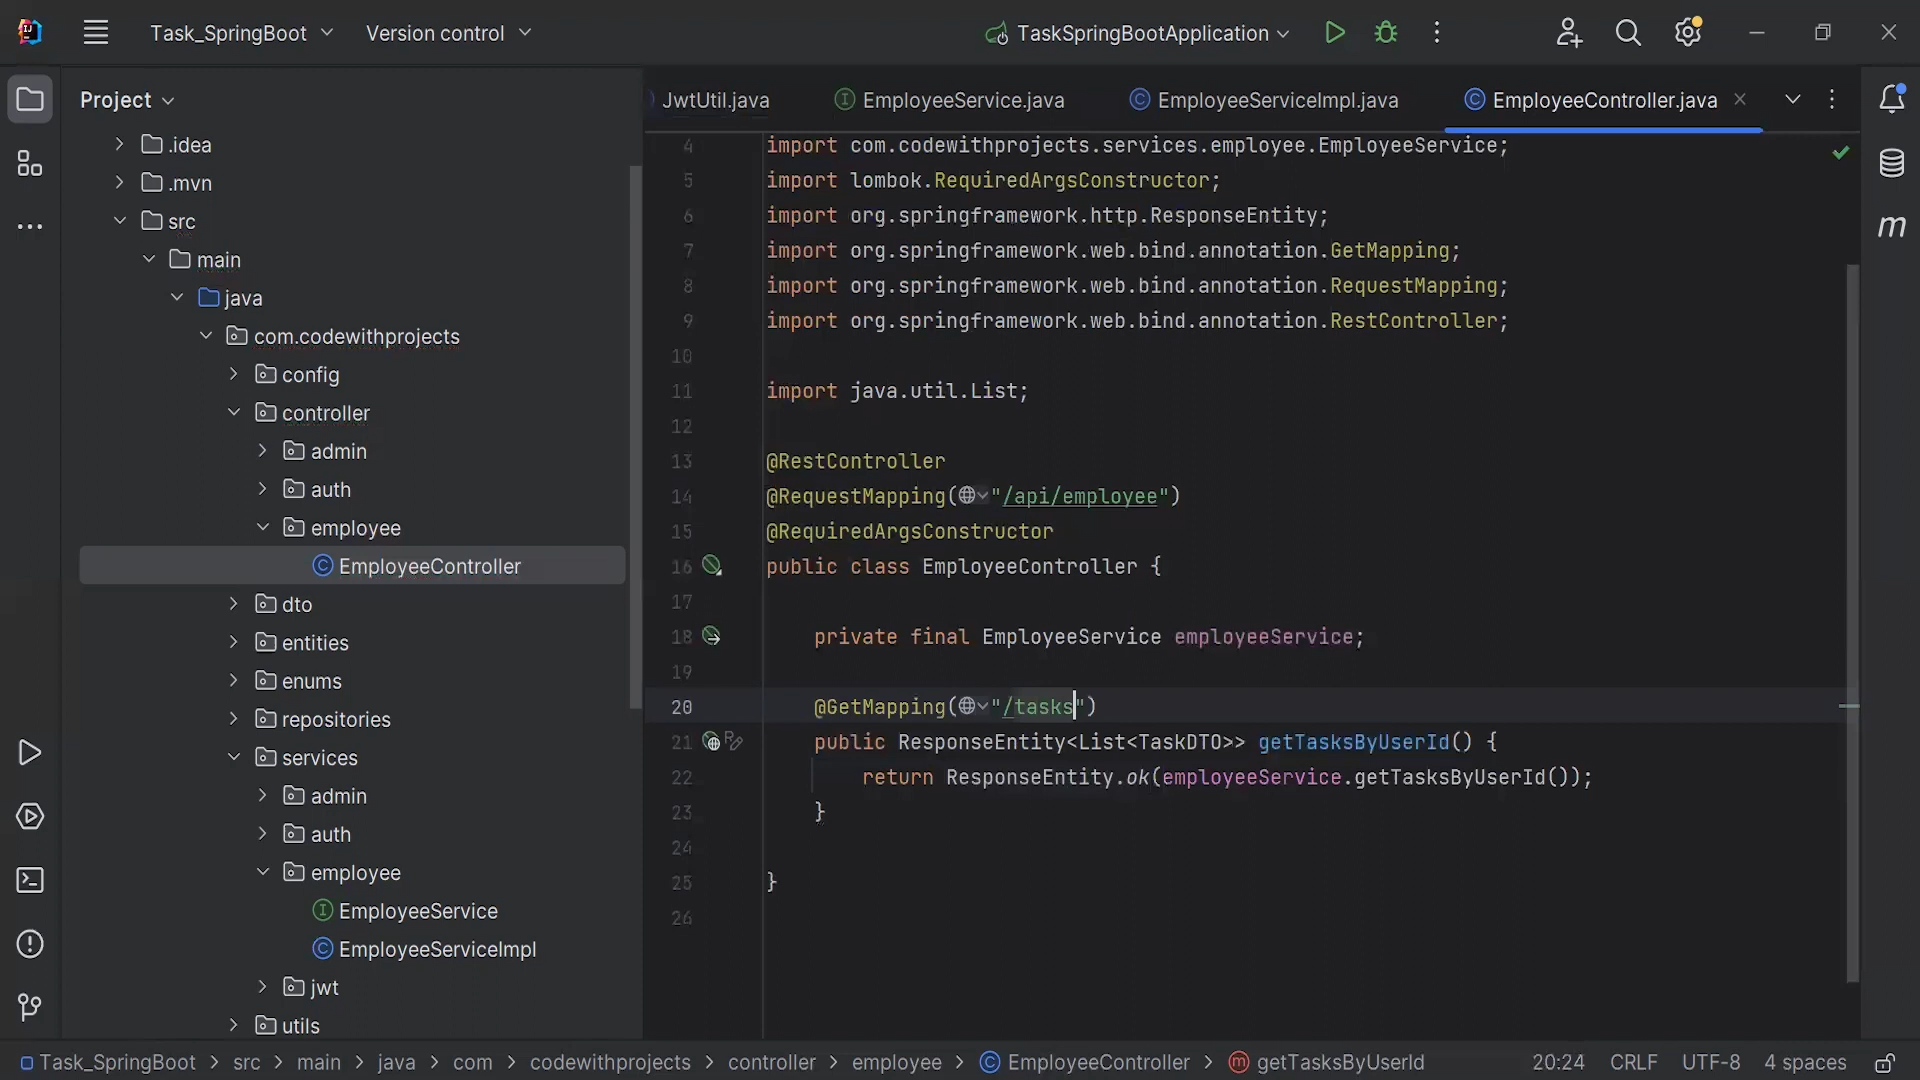 Task_SpringBoot
Version control
TaskSpringBootApplication
Project
JwtUtil.java
EmployeeService.java
EmployeeServiceImpl.java
EmployeeController.java
.idea
.mvn
src
main
java
com.codewithprojects
config
controller
admin
auth
employee
EmployeeController
dto
entities
enums
repositories
services
admin
auth
employee
EmployeeService
EmployeeServiceImpl
jwt
utils
4 import com.codewithprojects.services.employee.EmployeeService;
5 import lombok.RequiredArgsConstructor;
6 import org.springframework.http.ResponseEntity;
7 import org.springframework.web.bind.annotation.GetMapping;
8 import org.springframework.web.bind.annotation.RequestMapping;
9 import org.springframework.web.bind.annotation.RestController;
10
11 import java.util.List;
12
13 @RestController
14 @RequestMapping("/api/employee")
15 @RequiredArgsConstructor
16 public class EmployeeController {
17
18 private final EmployeeService employeeService;
19
20 @GetMapping("/tasks")
21 public ResponseEntity<List<TaskDTO>> getTasksByUserId() {
22 return ResponseEntity.ok(employeeService.getTasksByUserId());
23 }
24
25 }
26
Task_SpringBoot > src > main > java > com > codewithprojects > controller > employee > EmployeeController > getTasksByUserId
20:24 CRLF UTF-8 4 spaces